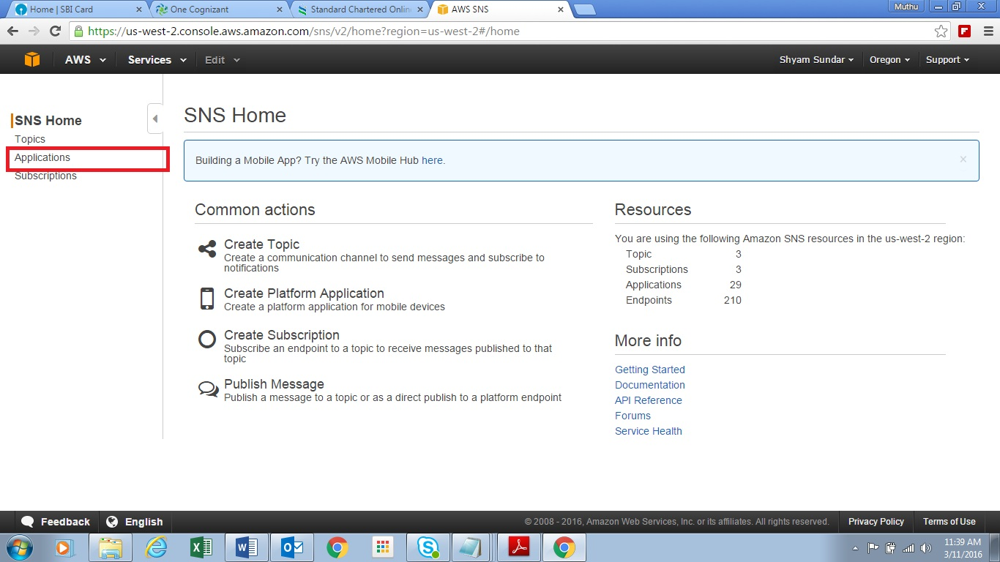 Home | SBI Card
One Cognizant
Standard Chartered Onlin
AWS SNS
Muthu
https://us-west-2.console.aws.amazon.com/sns/v2/home?region=us-west-2#/home
AWS
Services
Edit
Shyam Sundar
Oregon
Support
SNS Home
Topics
Applications
Subscriptions
SNS Home
Building a Mobile App? Try the AWS Mobile Hub here.
Common actions
Create Topic
Create a communication channel to send messages and subscribe to
notifications
Create Platform Application
Create a platform application for mobile devices
Create Subscription
Subscribe an endpoint to a topic to receive messages published to that
topic
Publish Message
Publish a message to a topic or as a direct publish to a platform endpoint
Resources
You are using the following Amazon SNS resources in the us-west-2 region:
Topic 3
Subscriptions 3
Applications 29
Endpoints 210
More info
Getting Started
Documentation
API Reference
Forums
Service Health
Feedback
English
© 2008 - 2016, Amazon Web Services, Inc. or its affiliates. All rights reserved.
Privacy Policy
Terms of Use
11:39 AM
3/11/2016